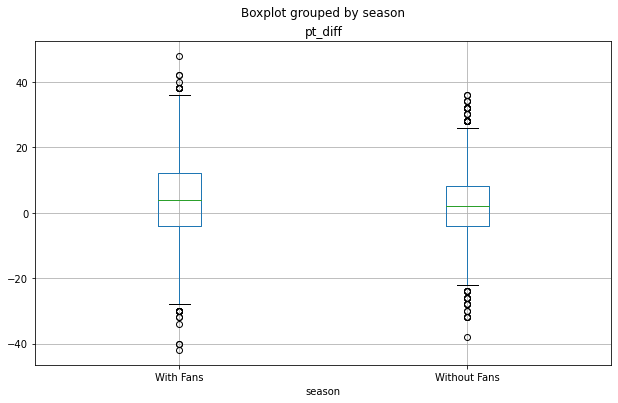 Boxplot grouped by season
pt_diff
40
20
0
−20
−40
With Fans
Without Fans
season